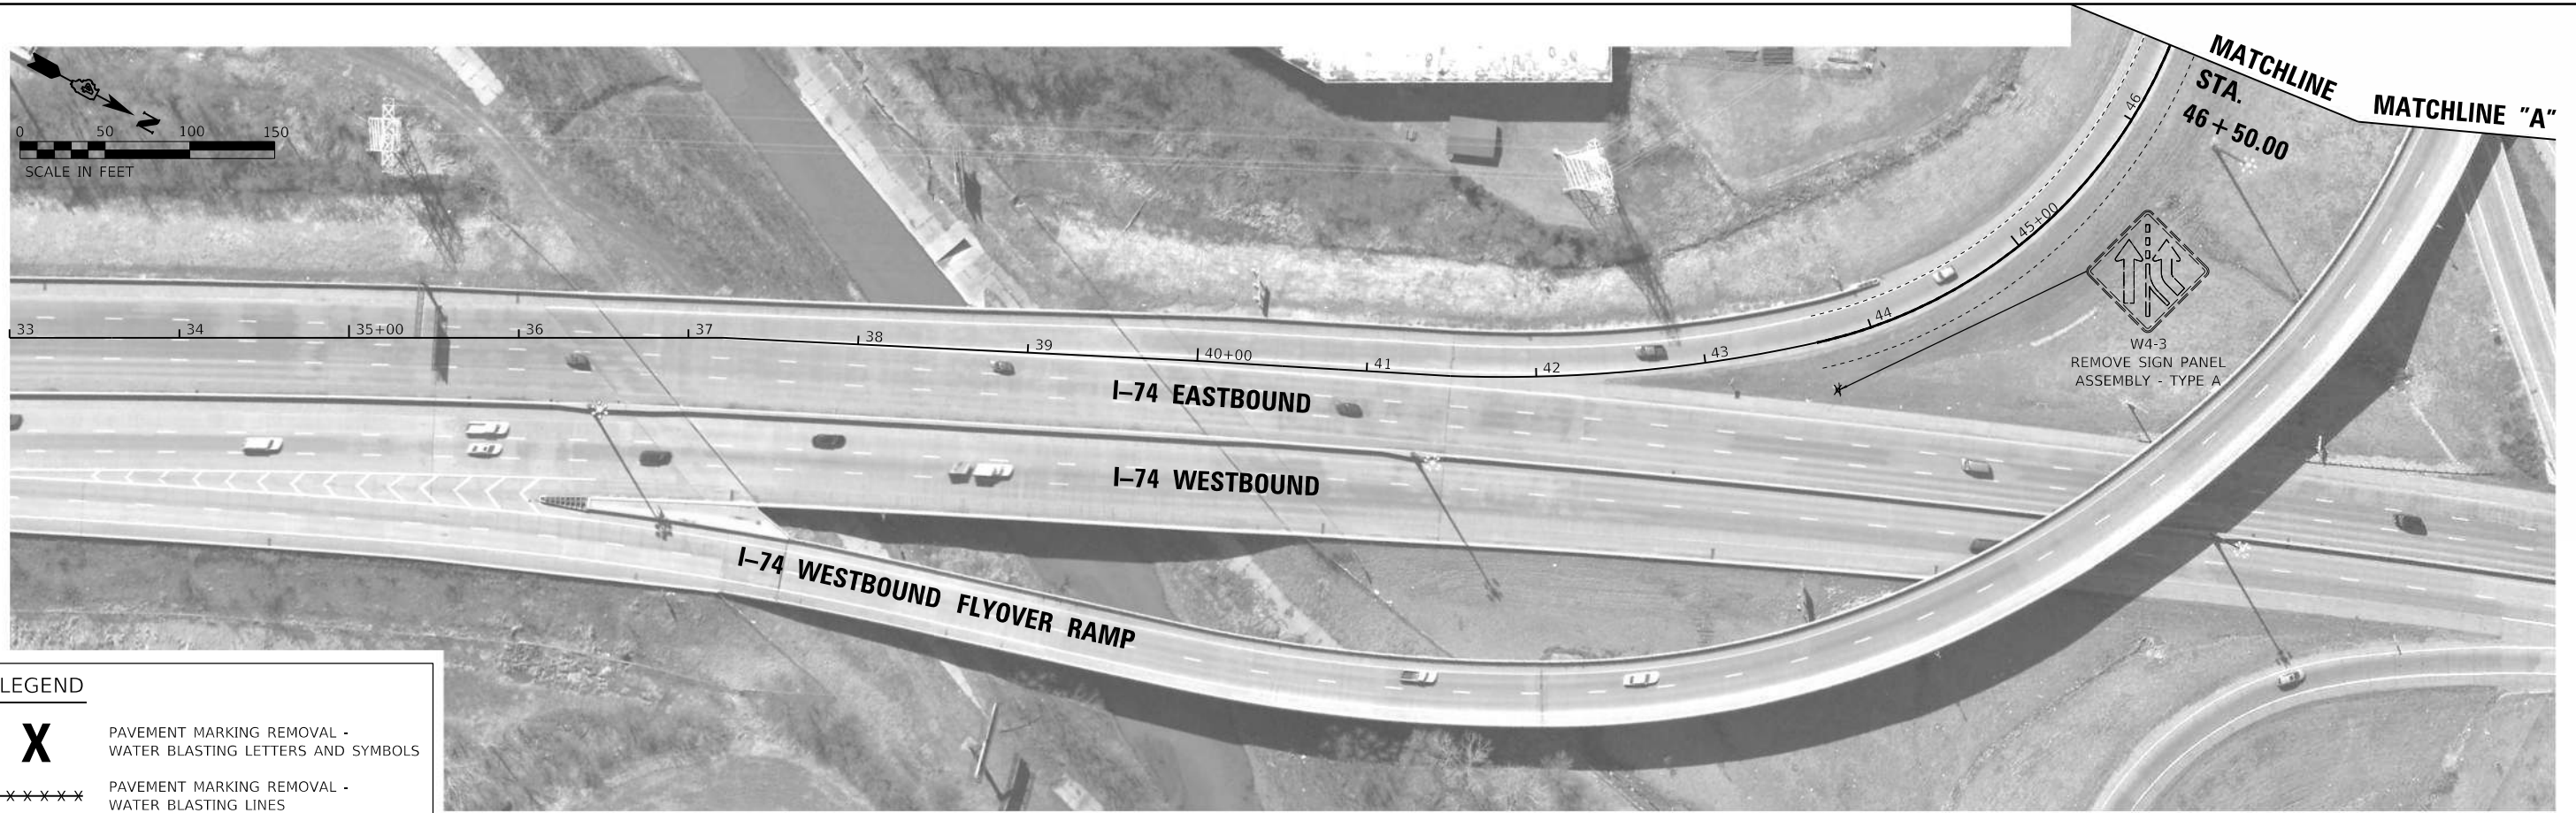 MATCHLINE
STA.
46+50.00
MATCHLINE "A"
N
0 50 100 150
SCALE IN FEET
33 34 35+00 36 37 38 39 40+00 41 42 43 44 45+00 46
I-74 EASTBOUND
I-74 WESTBOUND
I-74 WESTBOUND FLYOVER RAMP
W4-3
REMOVE SIGN PANEL
ASSEMBLY - TYPE A
LEGEND
X
PAVEMENT MARKING REMOVAL -
WATER BLASTING LETTERS AND SYMBOLS
X X X X X
PAVEMENT MARKING REMOVAL -
WATER BLASTING LINES